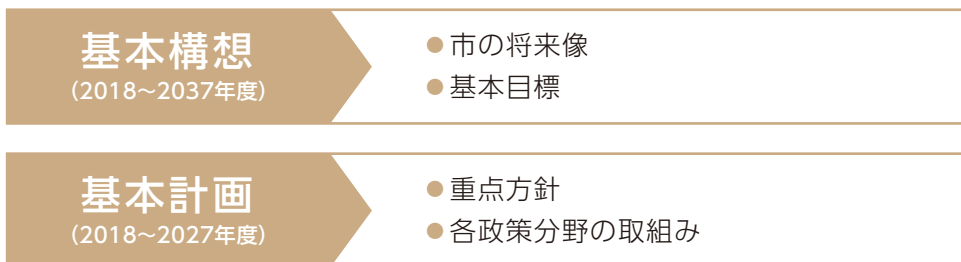 基本構想
（2018～2037年度）
●市の将来像
●基本目標
基本計画
（2018～2027年度）
●重点方針
●各政策分野の取組み